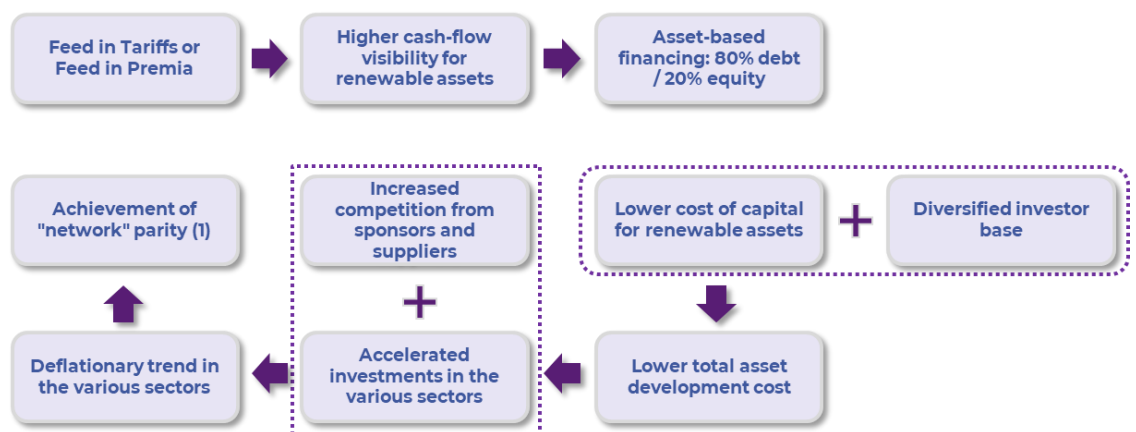 Feed in Tariffs or
Feed in Premia
Higher cash-flow
visibility for
renewable assets
Asset-based
financing: 80% debt
/ 20% equity
Achievement of
"network" parity (1)
Increased
competition from
sponsors and
suppliers
+
Lower cost of capital
for renewable assets
+
Diversified investor
base
Deflationary trend in
the various sectors
Accelerated
investments in the
various sectors
Lower total asset
development cost